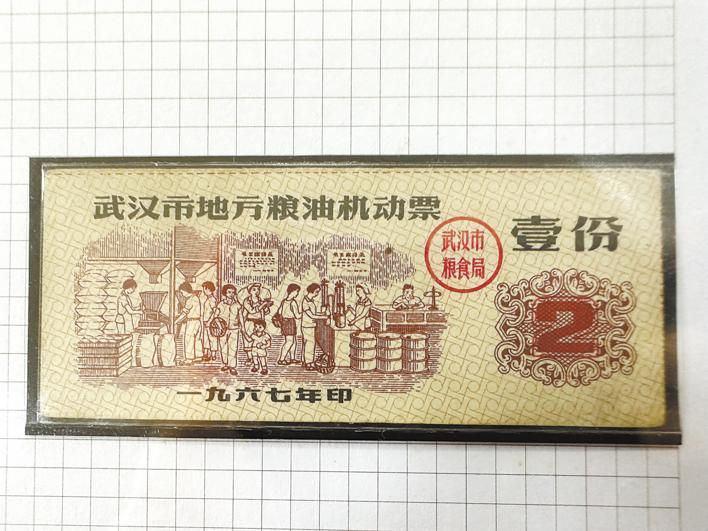 武汉市地方粮油机动票
武汉市
粮食局
壹份
2
一九六七年印